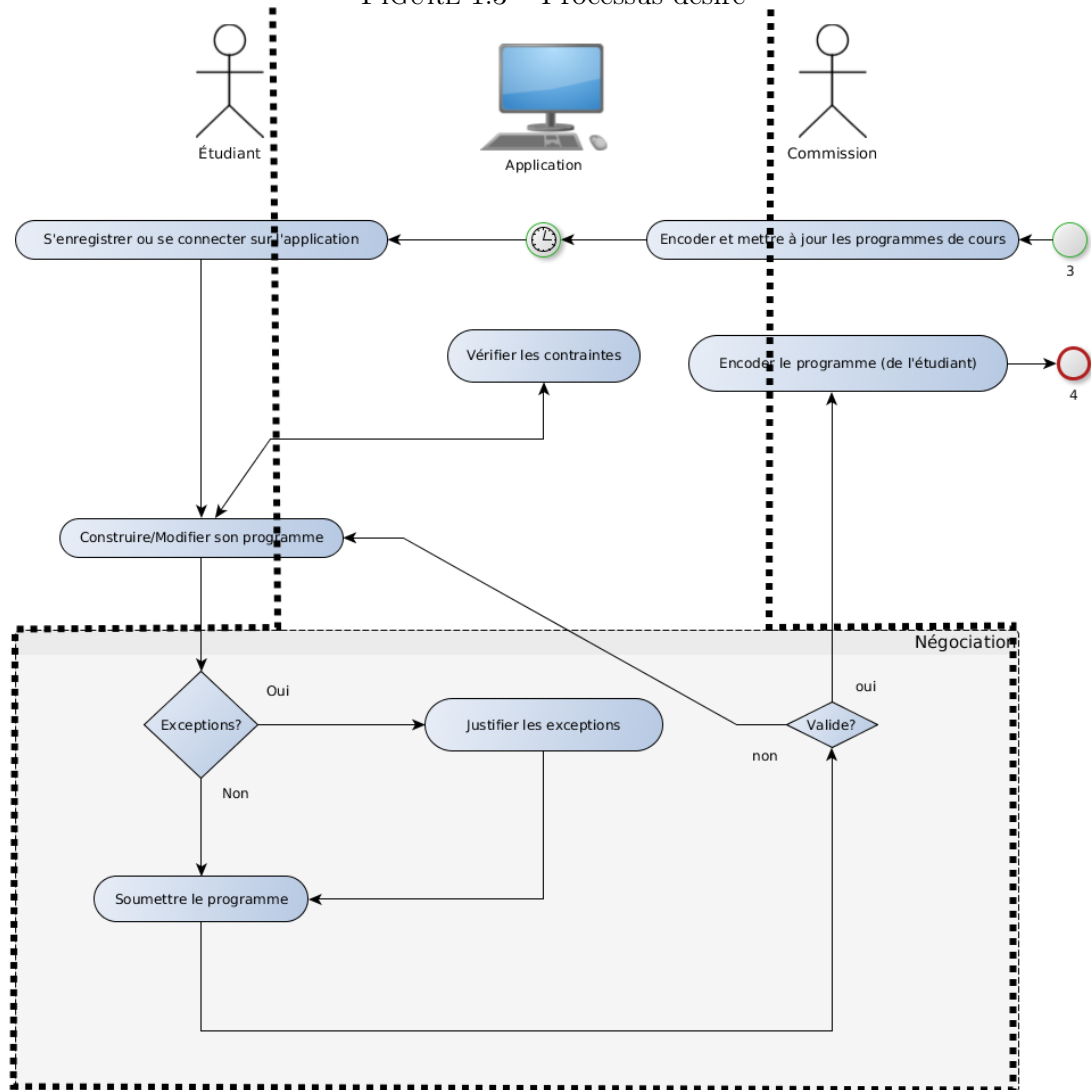 FIGURE 1.3 – Processus désiré
Étudiant
Application
Commission
S'enregistrer ou se connecter sur l'application
Encoder et mettre à jour les programmes de cours
3
Vérifier les contraintes
Encoder le programme (de l'étudiant)
4
Construire/Modifier son programme
Négociation
Oui
oui
Exceptions?
Justifier les exceptions
Valide?
non
Non
Soumettre le programme